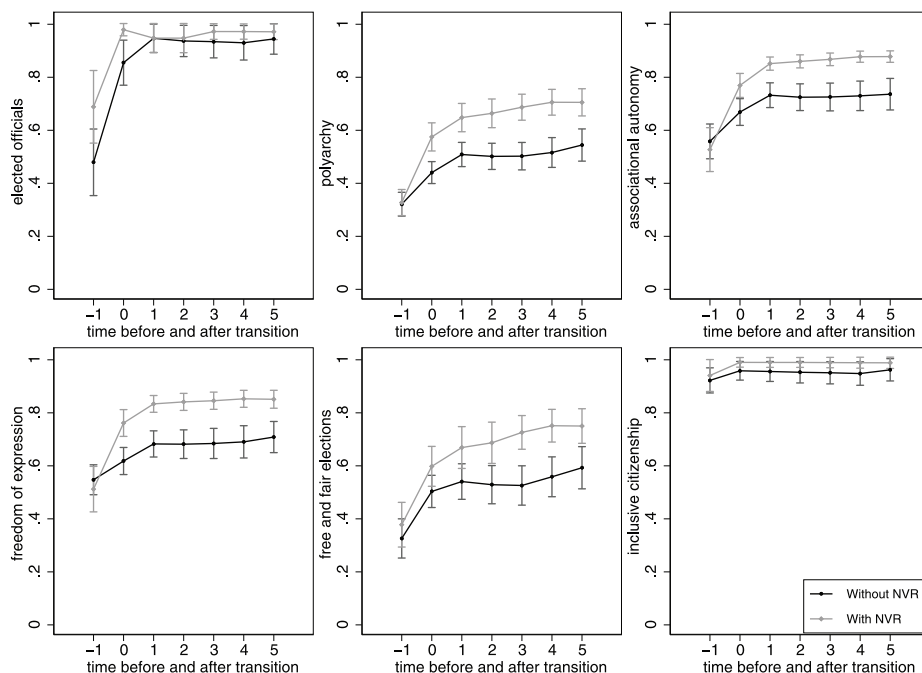 elected officials
0 .2 .4 .6 .8 1
−1 0 1 2 3 4 5
time before and after transition
polyarchy
0 .2 .4 .6 .8 1
−1 0 1 2 3 4 5
time before and after transition
associational autonomy
0 .2 .4 .6 .8 1
−1 0 1 2 3 4 5
time before and after transition
freedom of expression
0 .2 .4 .6 .8 1
−1 0 1 2 3 4 5
time before and after transition
free and fair elections
0 .2 .4 .6 .8 1
−1 0 1 2 3 4 5
time before and after transition
inclusive citizenship
0 .2 .4 .6 .8 1
−1 0 1 2 3 4 5
time before and after transition
Without NVR
With NVR